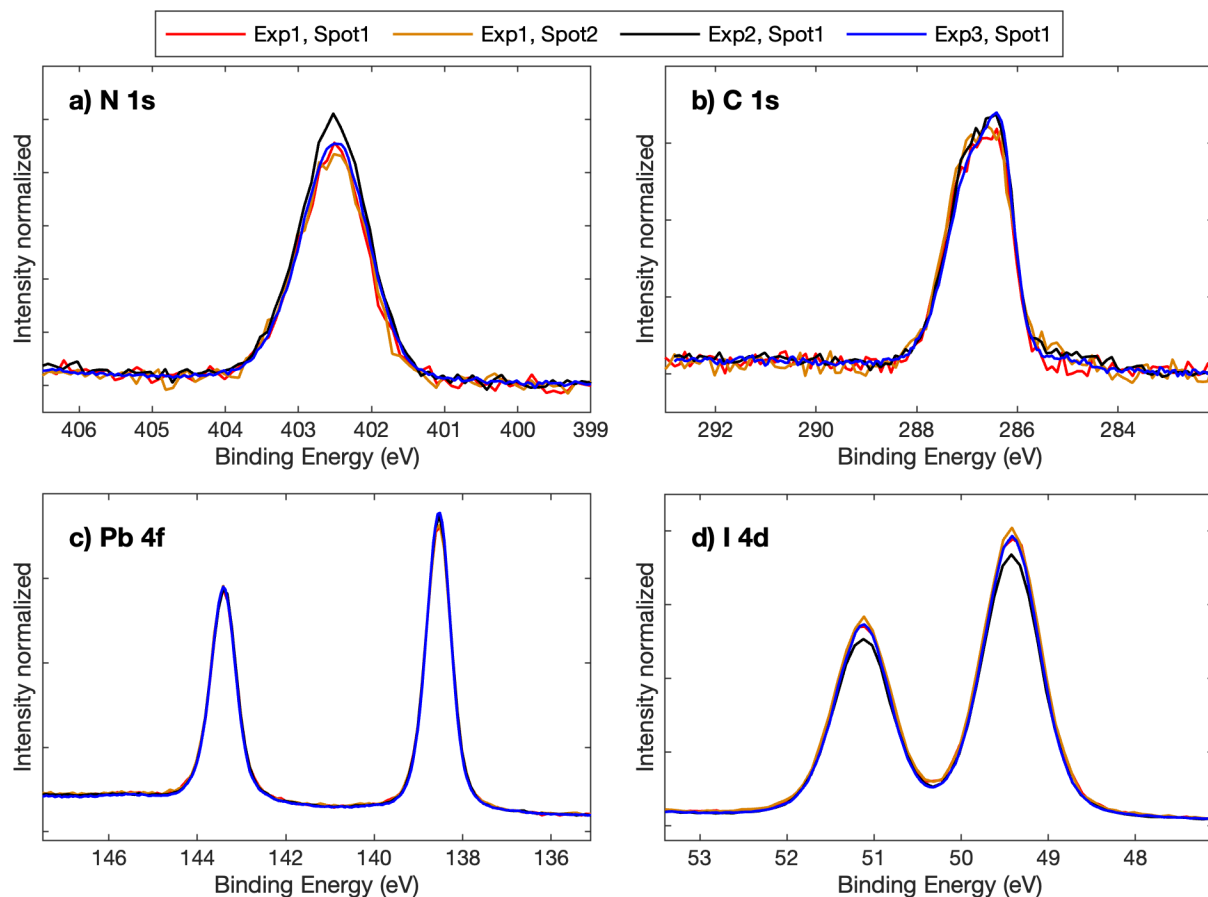 Exp1, Spot1 Exp1, Spot2 Exp2, Spot1 Exp3, Spot1
a) N 1s
Intensity normalized
406 405 404 403 402 401 400 399
Binding Energy (eV)
b) C 1s
Intensity normalized
292 290 288 286 284
Binding Energy (eV)
c) Pb 4f
Intensity normalized
146 144 142 140 138 136
Binding Energy (eV)
d) I 4d
Intensity normalized
53 52 51 50 49 48
Binding Energy (eV)